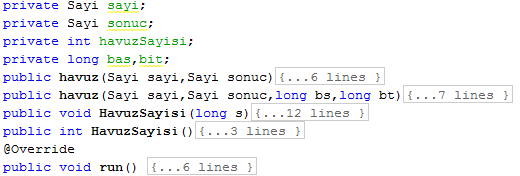 private Sayi sayi;
private Sayi sonuc;
private int havuzSayisi;
private long bas,bit;
public havuz(Sayi sayi,Sayi sonuc){...6 lines }
public havuz(Sayi sayi,Sayi sonuc,long bs,long bt){...7 lines }
public void HavuzSayisi(long s){...12 lines }
public int HavuzSayisi(){...3 lines }
@Override
public void run() {...6 lines }